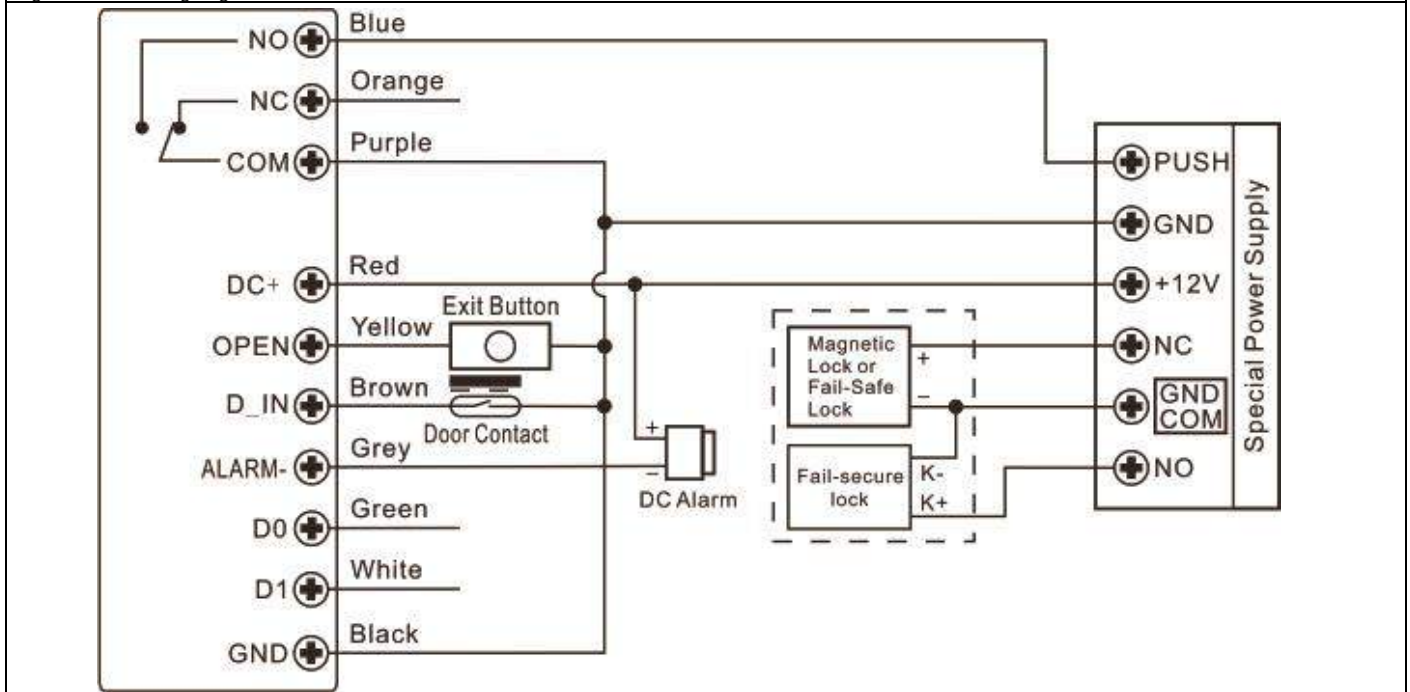 NO Blue
NC Orange
COM Purple
DC+ Red
OPEN Yellow
Exit Button
D_IN Brown
Door Contact
ALARM- Grey
+
−
DC Alarm
D0 Green
D1 White
GND Black
Magnetic
Lock or
Fail-Safe
Lock
+
−
Fail-secure
lock
K-
K+
PUSH
GND
+12V
NC
GND
COM
NO
Special Power Supply